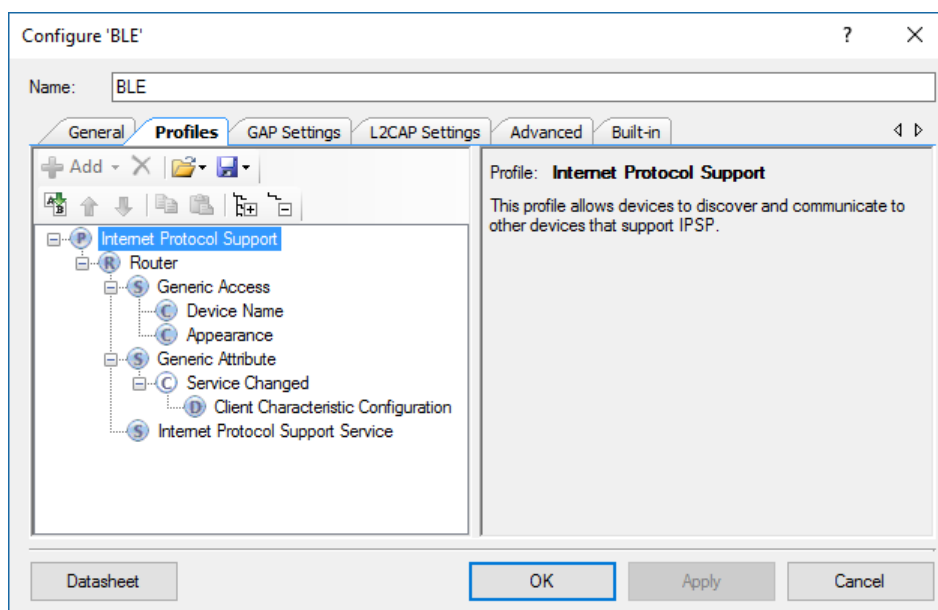 Configure 'BLE'
?
Name: BLE
General Profiles GAP Settings L2CAP Settings Advanced Built-in
Add
Profile: Internet Protocol Support
This profile allows devices to discover and communicate to
other devices that support IPSP.
P Internet Protocol Support
R Router
S Generic Access
C Device Name
C Appearance
S Generic Attribute
C Service Changed
D Client Characteristic Configuration
S Internet Protocol Support Service
Datasheet OK Apply Cancel